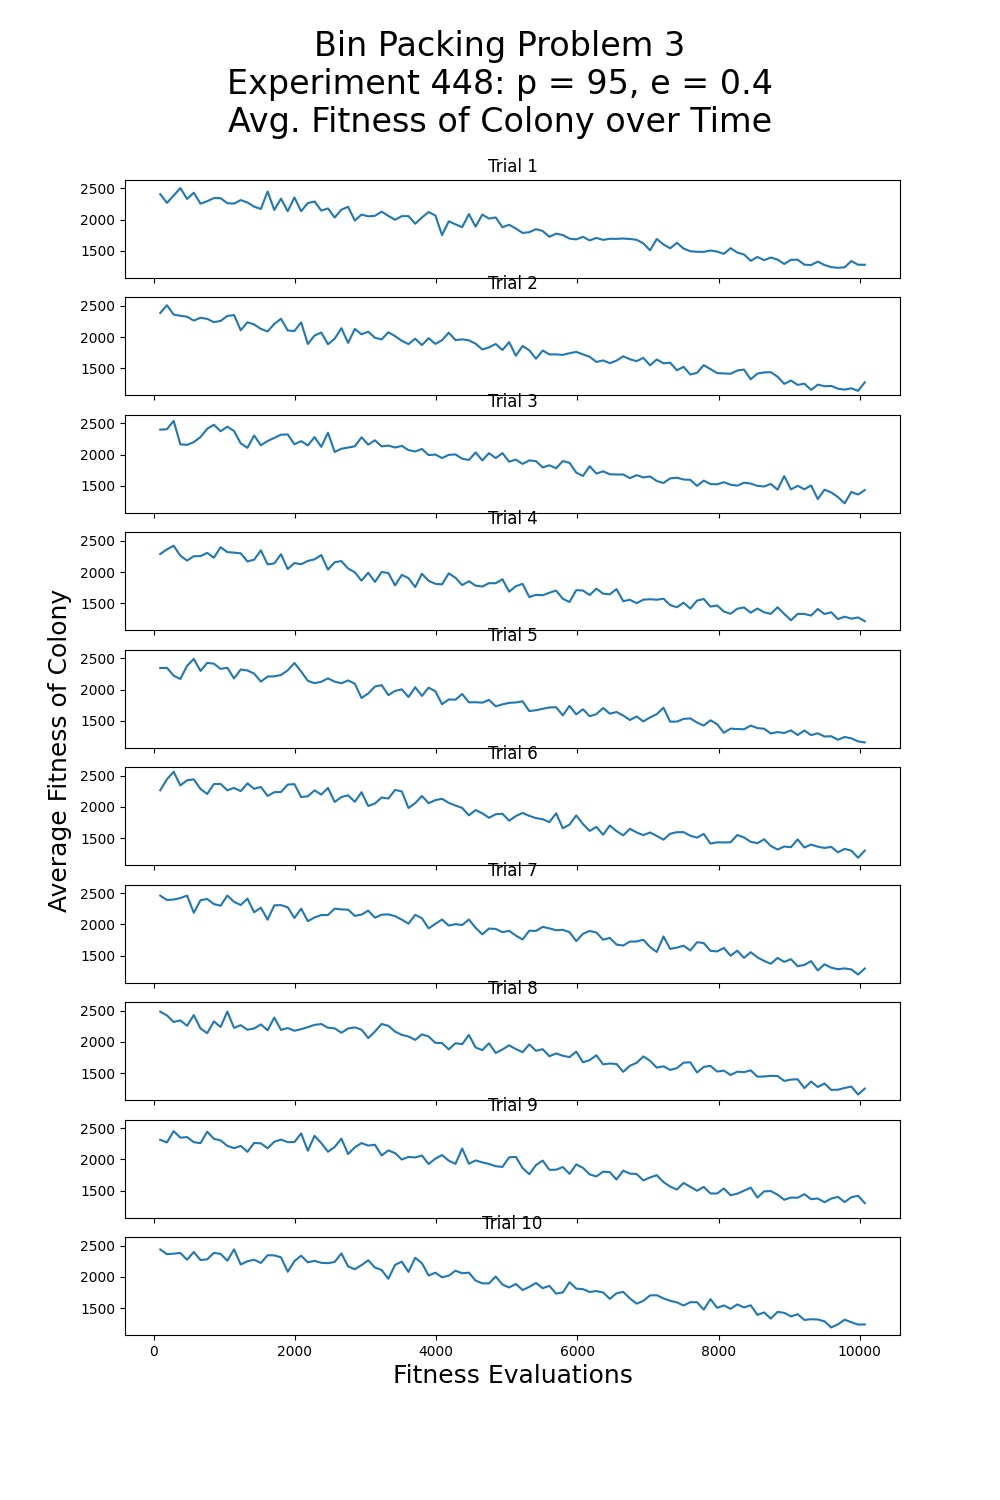 Bin Packing Problem 3
Experiment 448: p = 95, e = 0.4
Avg. Fitness of Colony over Time
Trial 1
2500
2000
1500
Trial 2
2500
2000
1500
Trial 3
2500
2000
1500
Trial 4
2500
2000
1500
Trial 5
2500
2000
1500
Trial 6
2500
2000
1500
Trial 7
2500
2000
1500
Trial 8
2500
2000
1500
Trial 9
2500
2000
1500
Trial 10
2500
2000
1500
0 2000 4000 6000 8000 10000
Fitness Evaluations
Average Fitness of Colony